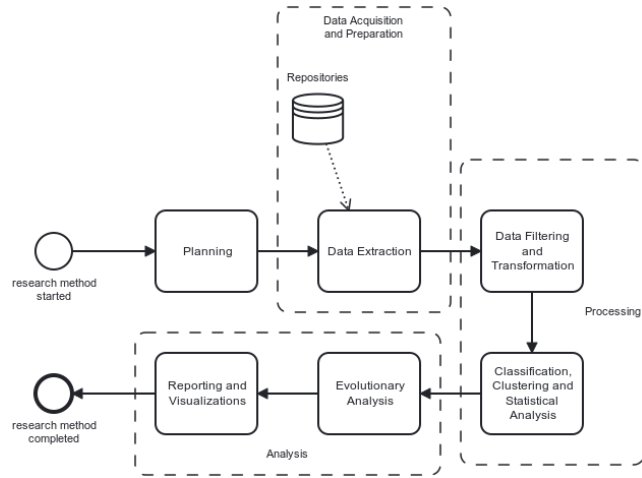 Data Acquisition
and Preparation
Repositories
Planning
Data Extraction
Data Filtering
and
Transformation
research method
started
Processing
Reporting and
Visualizations
Evolutionary
Analysis
Classification,
Clustering and
Statistical
Analysis
research method
completed
Analysis